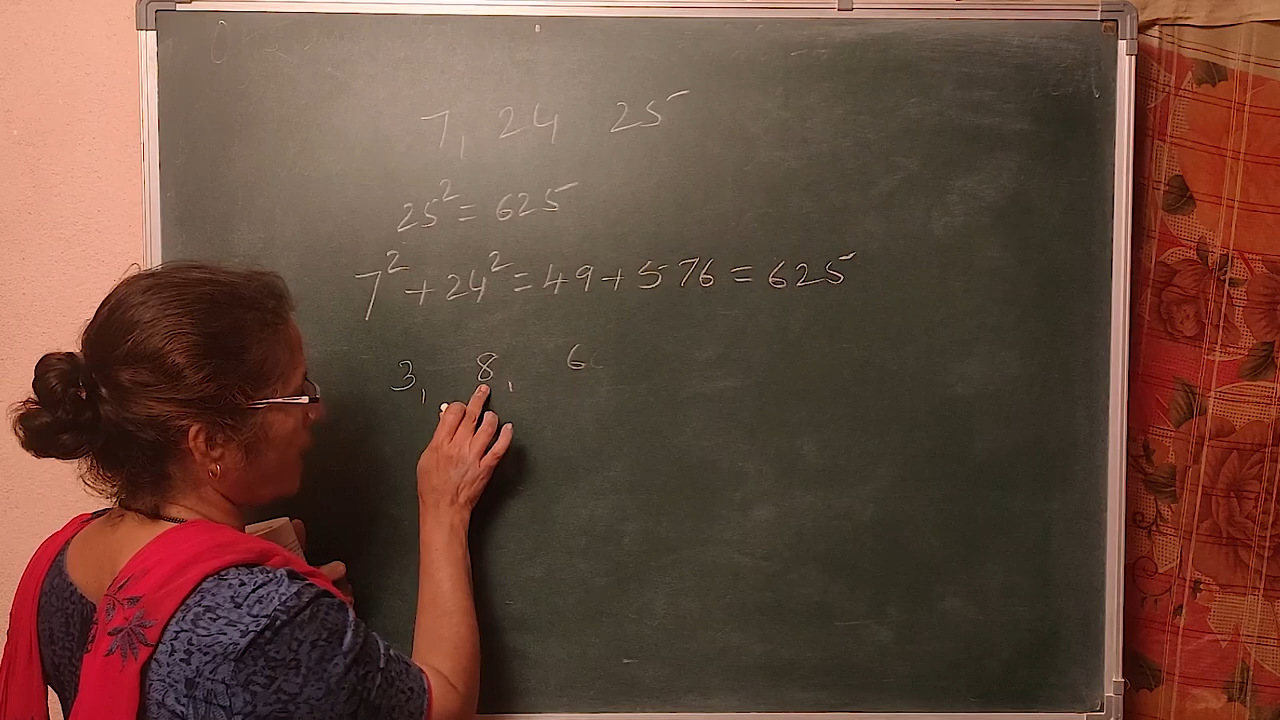 7, 24 25
25² = 625
7² + 24² = 49 + 576 = 625
3, 8, 6